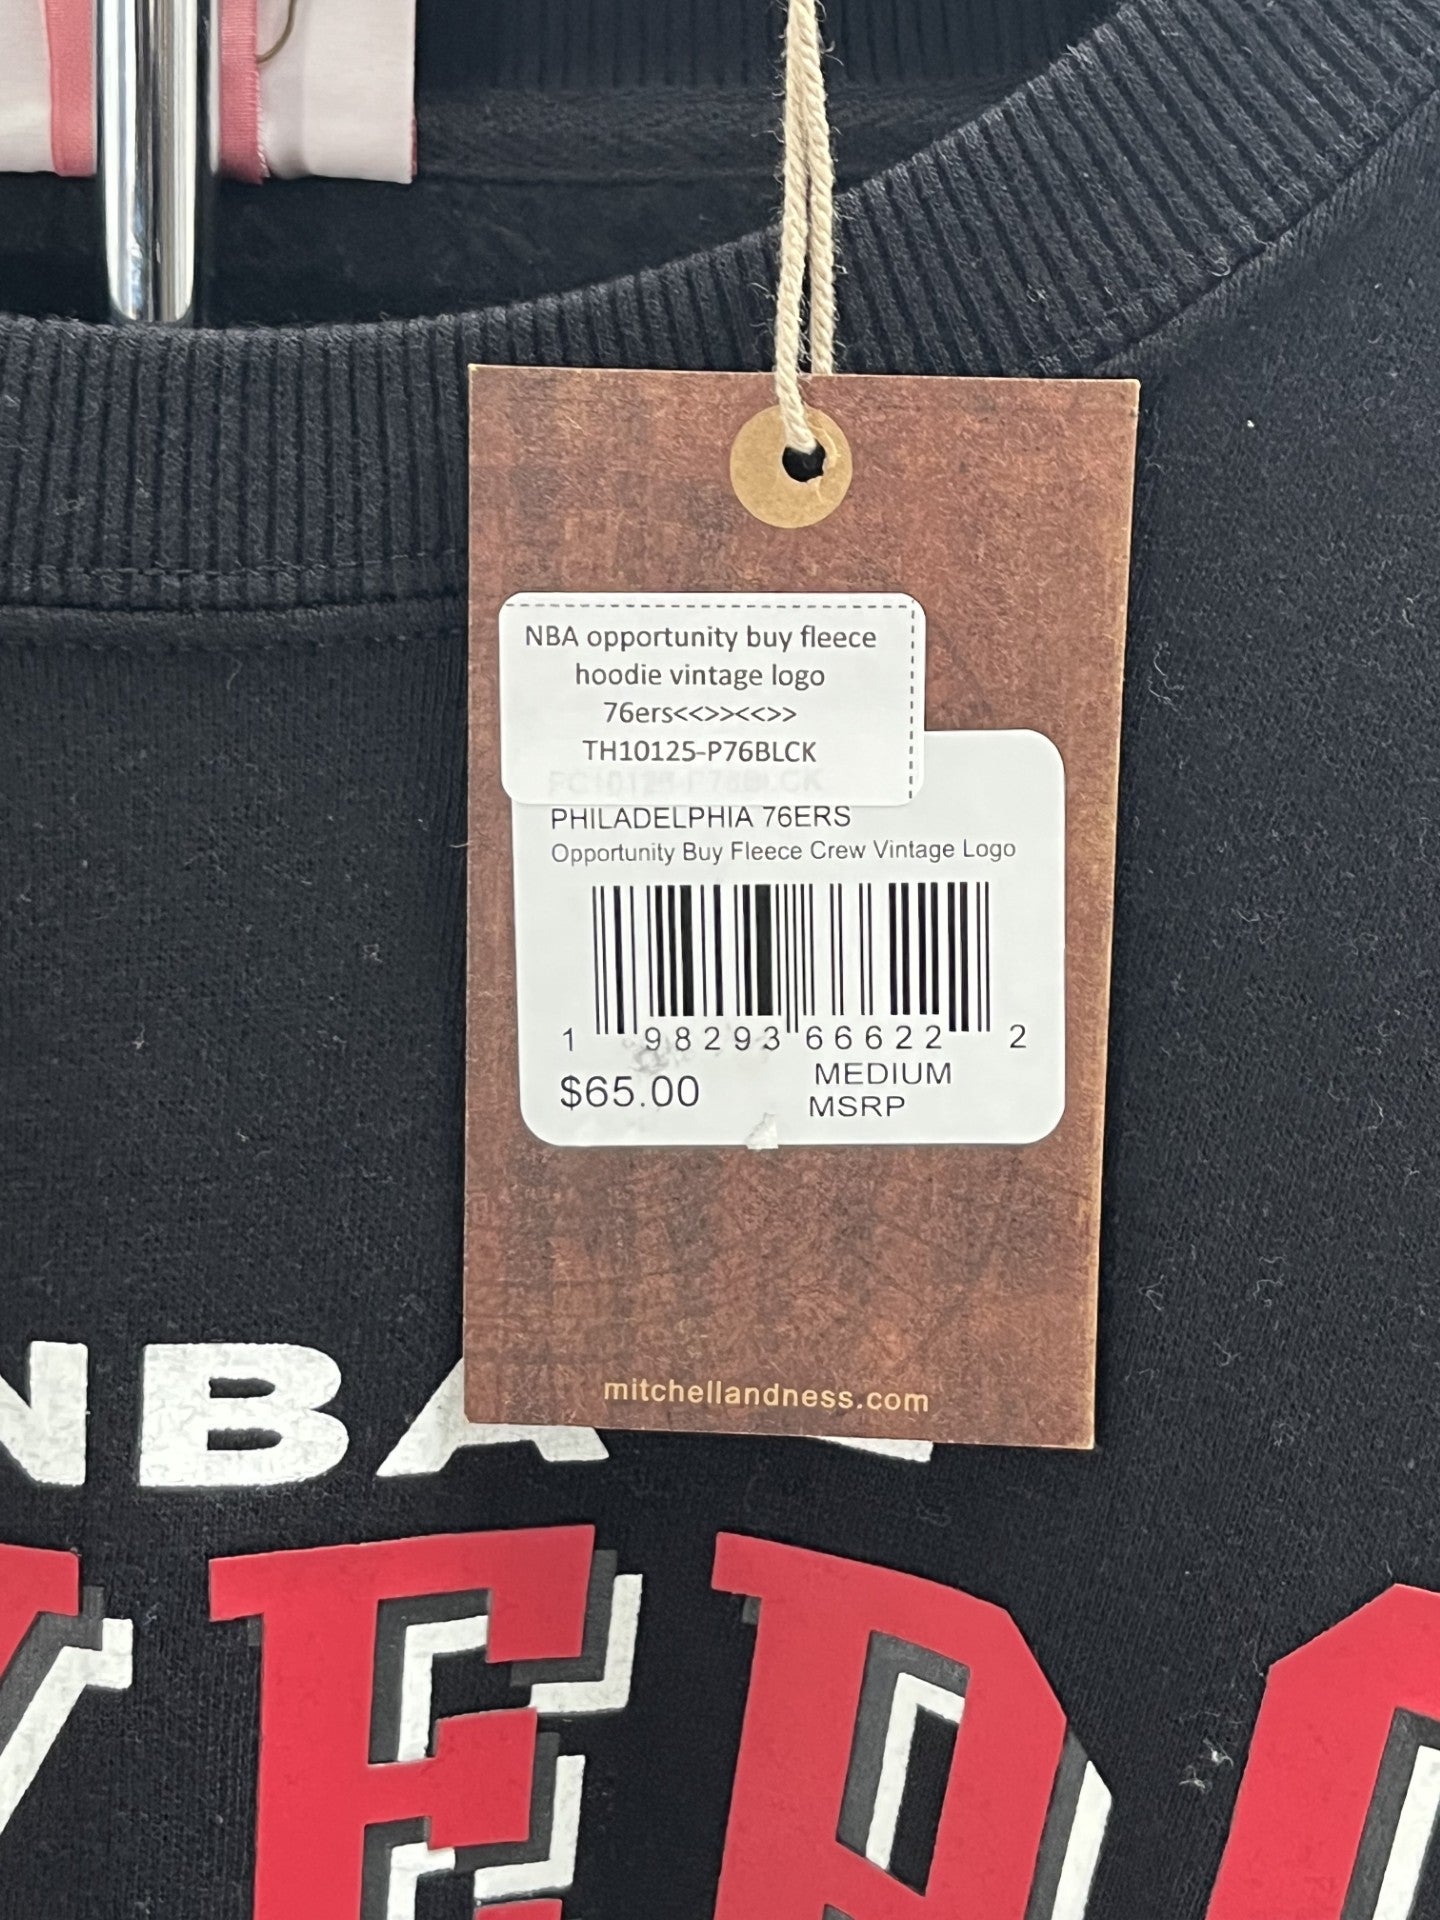 NBA opportunity buy fleece
hoodie vintage logo
76ers<<>><<>>
TH10125-P76BLCK
PHILADELPHIA 76ERS
Opportunity Buy Fleece Crew Vintage Logo
1 98293 66622 2
$65.00 MEDIUM
MSRP
mitchellandness.com
NBA